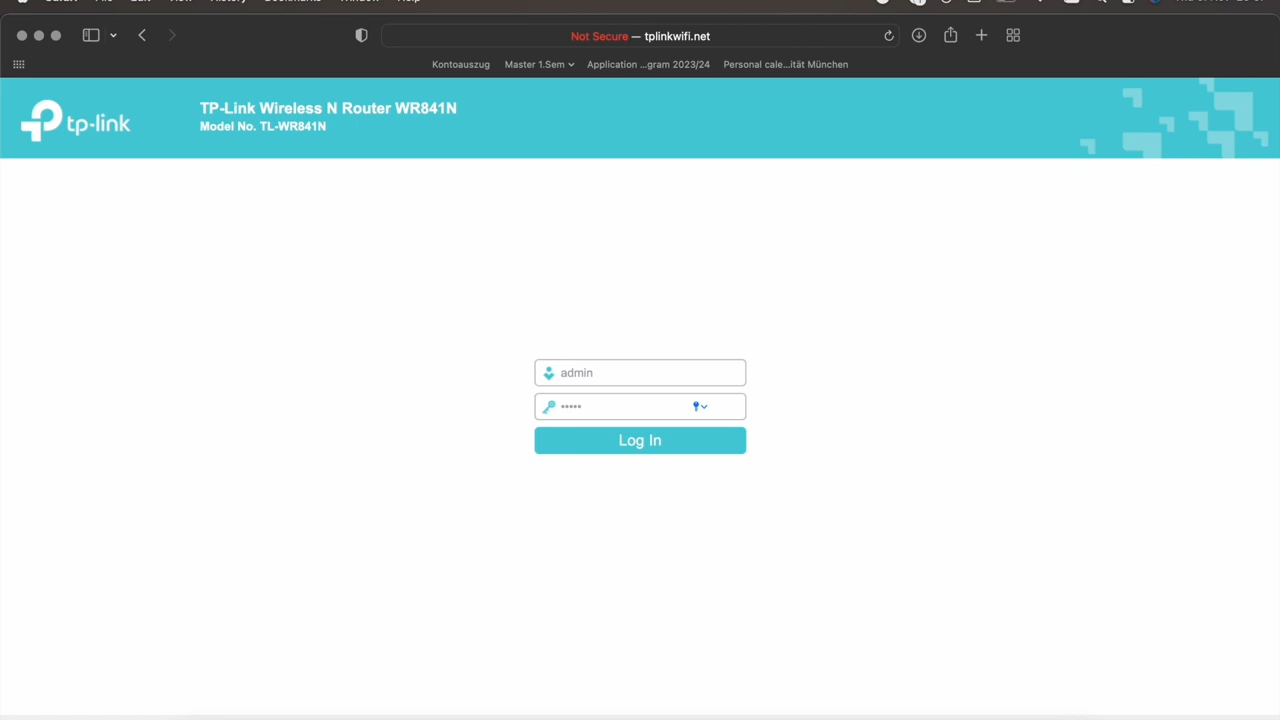 Not Secure — tplinkwifi.net
Kontoauszug Master 1.Sem Application ...gram 2023/24 Personal cale...ität München
tp-link
TP-Link Wireless N Router WR841N
Model No. TL-WR841N
admin
•••••
Log In